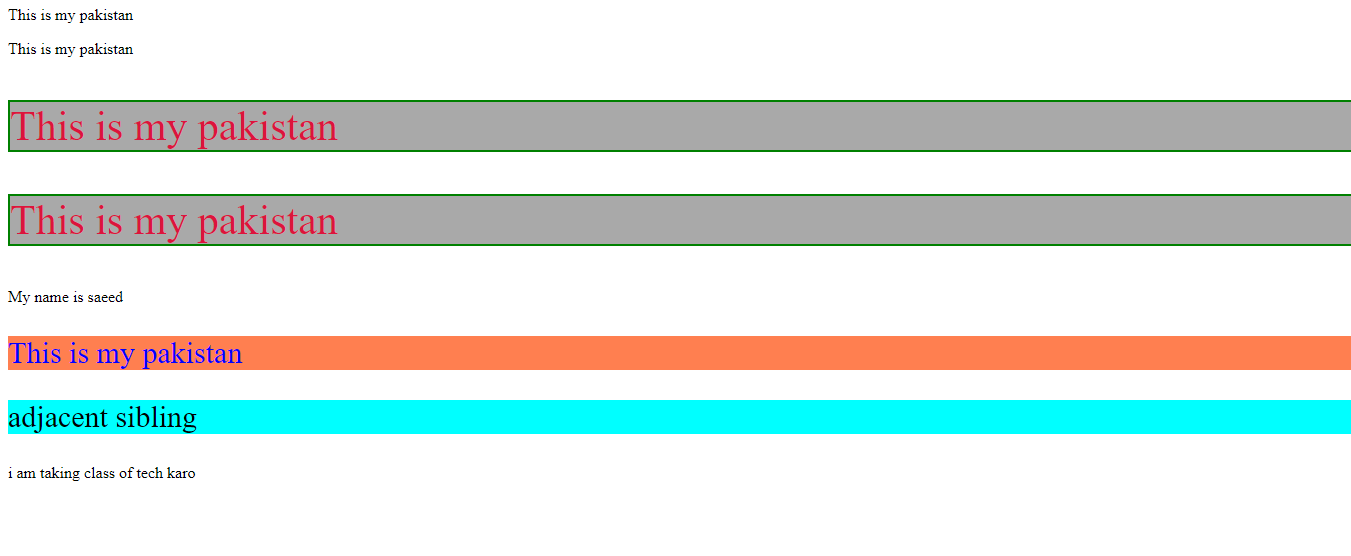 This is my pakistan
This is my pakistan
This is my pakistan
This is my pakistan
My name is saeed
This is my pakistan
adjacent sibling
i am taking class of tech karo